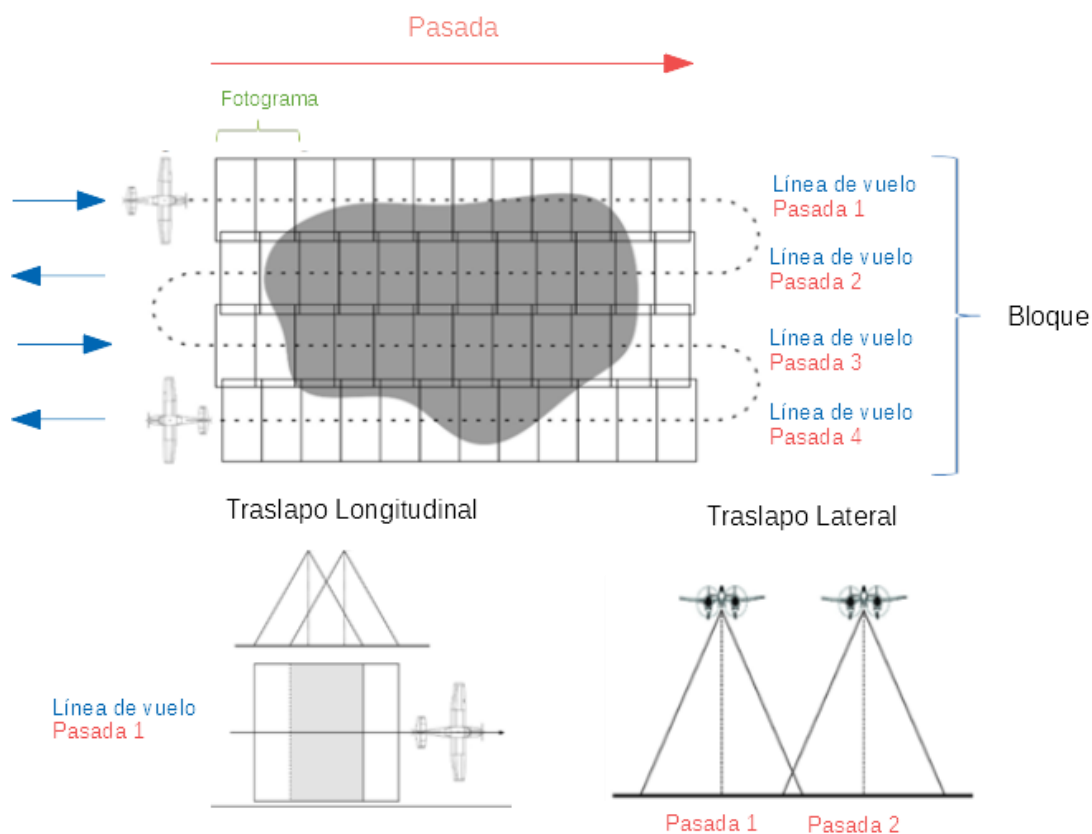 Pasada
Fotograma
Línea de vuelo
Pasada 1
Línea de vuelo
Pasada 2
Línea de vuelo
Pasada 3
Línea de vuelo
Pasada 4
Bloque
Traslapo Longitudinal
Traslapo Lateral
Línea de vuelo
Pasada 1
Pasada 1
Pasada 2